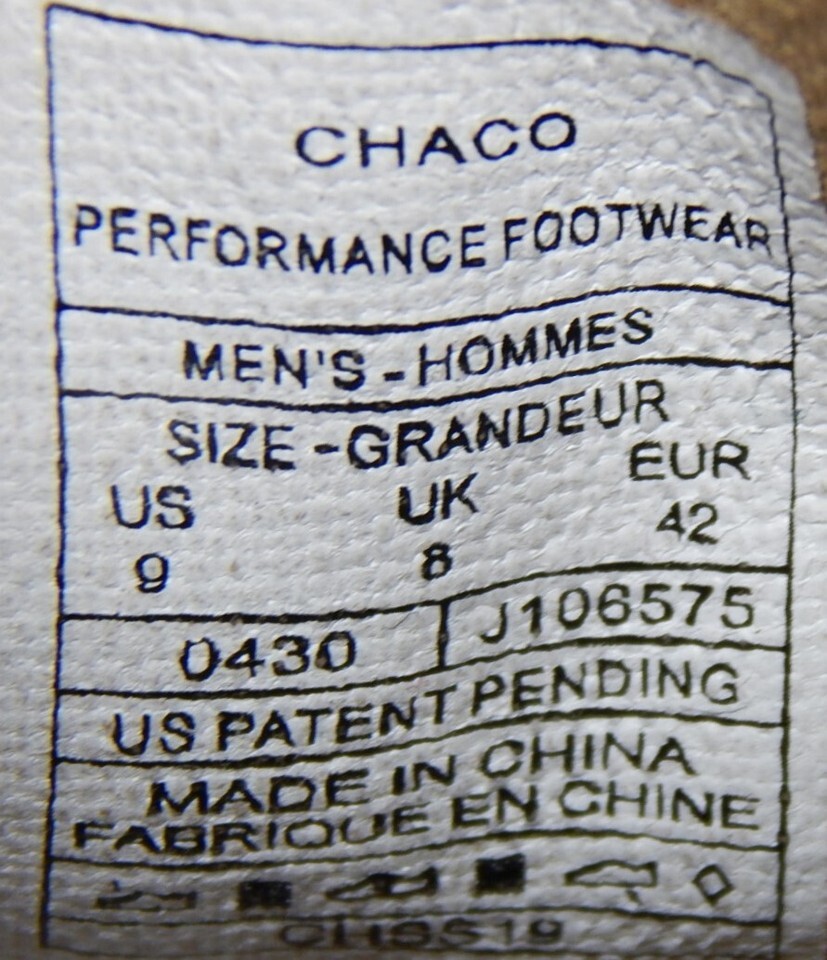 CHACO
PERFORMANCE FOOTWEAR
MEN'S - HOMMES
SIZE - GRANDEUR
US UK EUR
9 8 42
0430 J106575
US PATENT PENDING
MADE IN CHINA
FABRIQUE EN CHINE
CHSS19